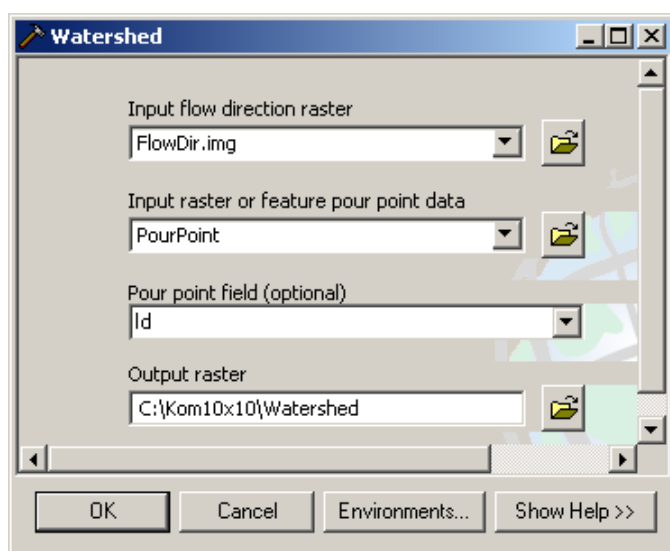 Watershed
Input flow direction raster
FlowDir.img
Input raster or feature pour point data
PourPoint
Pour point field (optional)
Id
Output raster
C:\Kom10x10\Watershed
OK Cancel Environments... Show Help >>